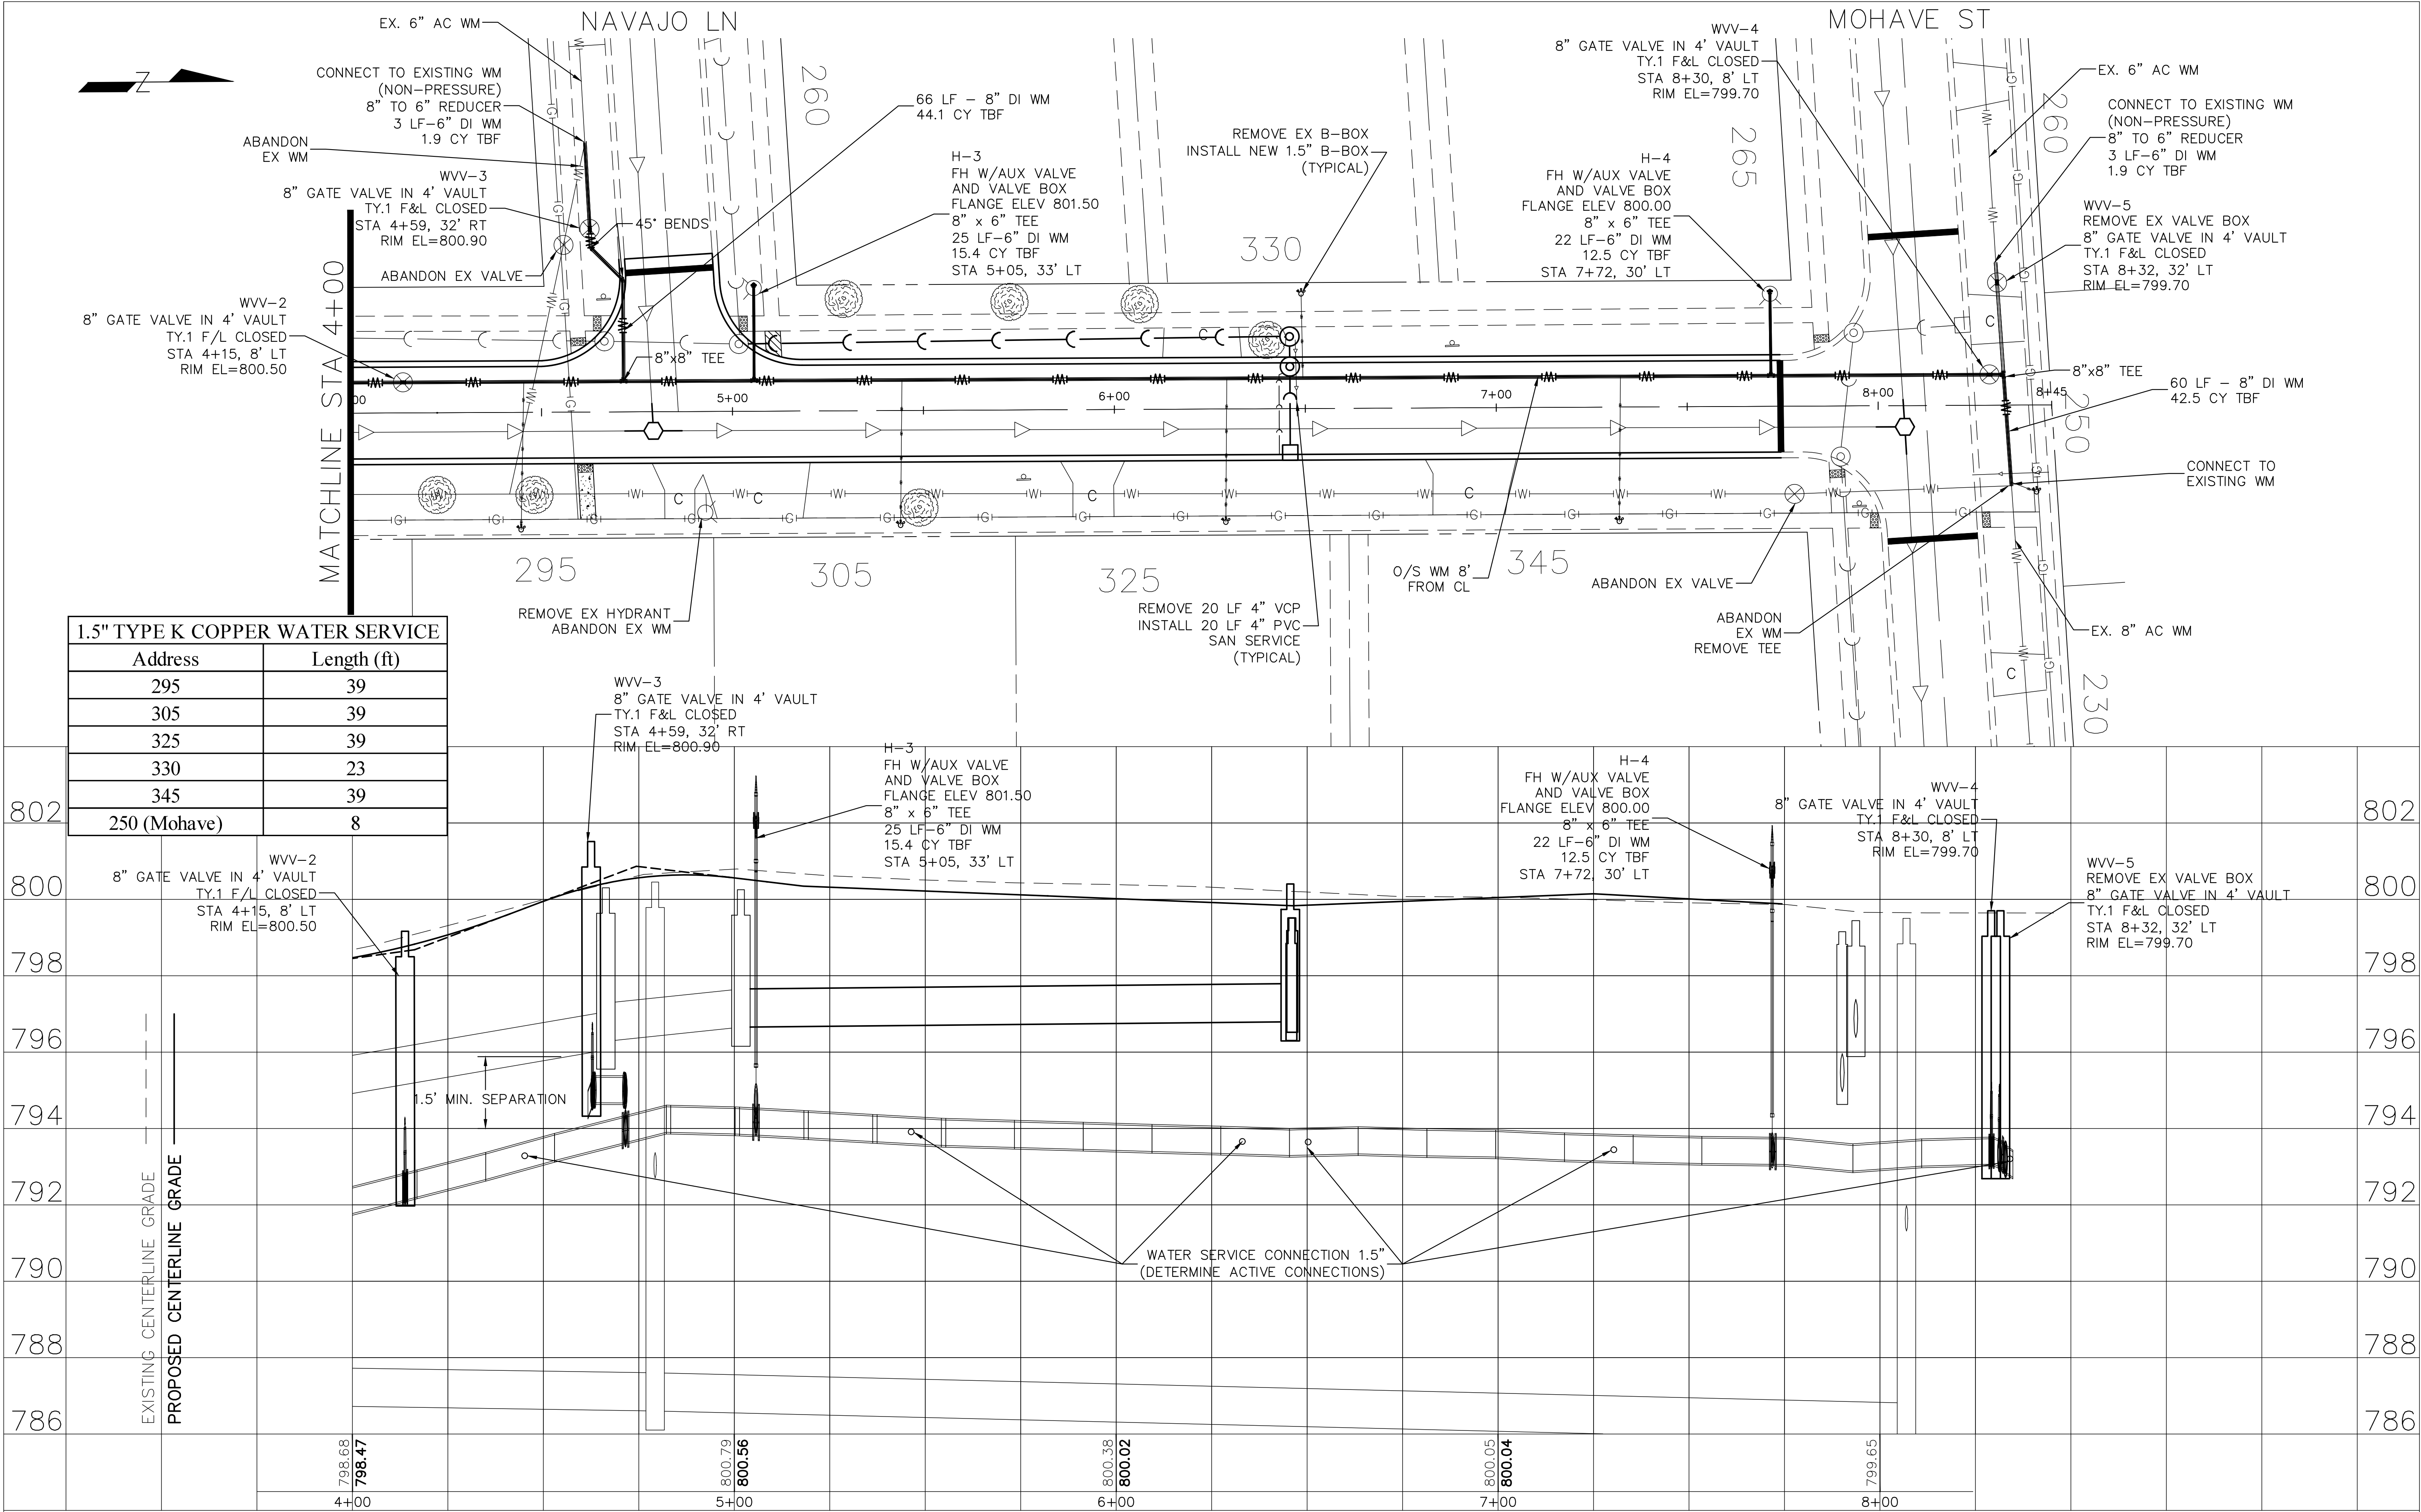 NAVAJO LN
MOHAVE ST
Z
EX. 6" AC WM
CONNECT TO EXISTING WM
(NON-PRESSURE)
8" TO 6" REDUCER
3 LF-6" DI WM
1.9 CY TBF
ABANDON
EX WM
WVV-3
8" GATE VALVE IN 4' VAULT
TY.1 F&L CLOSED
STA 4+59, 32' RT
RIM EL=800.90
ABANDON EX VALVE
WVV-2
8" GATE VALVE IN 4' VAULT
TY.1 F/L CLOSED
STA 4+15, 8' LT
RIM EL=800.50
MATCHLINE STA 4+00
45° BENDS
260
66 LF - 8" DI WM
44.1 CY TBF
H-3
FH W/AUX VALVE
AND VALVE BOX
FLANGE ELEV 801.50
8" x 6" TEE
25 LF-6" DI WM
15.4 CY TBF
STA 5+05, 33' LT
8"x8" TEE
REMOVE EX B-BOX
INSTALL NEW 1.5" B-BOX
(TYPICAL)
330
H-4
FH W/AUX VALVE
AND VALVE BOX
FLANGE ELEV 800.00
8" x 6" TEE
22 LF-6" DI WM
12.5 CY TBF
STA 7+72, 30' LT
265
WVV-4
8" GATE VALVE IN 4' VAULT
TY.1 F&L CLOSED
STA 8+30, 8' LT
RIM EL=799.70
EX. 6" AC WM
260
CONNECT TO EXISTING WM
(NON-PRESSURE)
8" TO 6" REDUCER
3 LF-6" DI WM
1.9 CY TBF
WVV-5
REMOVE EX VALVE BOX
8" GATE VALVE IN 4' VAULT
TY.1 F&L CLOSED
STA 8+32, 32' LT
RIM EL=799.70
8"x8" TEE
60 LF - 8" DI WM
42.5 CY TBF
00
5+00
6+00
7+00
8+00
8+45
250
CONNECT TO
EXISTING WM
C
C
C
C
C
C
C
295
305
325
345
230
REMOVE EX HYDRANT
ABANDON EX WM
REMOVE 20 LF 4" VCP
INSTALL 20 LF 4" PVC
SAN SERVICE
(TYPICAL)
O/S WM 8'
FROM CL
ABANDON EX VALVE
ABANDON
EX WM
REMOVE TEE
EX. 8" AC WM
1.5" TYPE K COPPER WATER SERVICE
Address Length (ft)
295 39
305 39
325 39
330 23
345 39
250 (Mohave) 8
WVV-3
8" GATE VALVE IN 4' VAULT
TY.1 F&L CLOSED
STA 4+59, 32' RT
RIM EL=800.90
H-3
FH W/AUX VALVE
AND VALVE BOX
FLANGE ELEV 801.50
8" x 6" TEE
25 LF-6" DI WM
15.4 CY TBF
STA 5+05, 33' LT
H-4
FH W/AUX VALVE
AND VALVE BOX
FLANGE ELEV 800.00
8" x 6" TEE
22 LF-6" DI WM
12.5 CY TBF
STA 7+72, 30' LT
WVV-4
8" GATE VALVE IN 4' VAULT
TY.1 F&L CLOSED
STA 8+30, 8' LT
RIM EL=799.70
WVV-5
REMOVE EX VALVE BOX
8" GATE VALVE IN 4' VAULT
TY.1 F&L CLOSED
STA 8+32, 32' LT
RIM EL=799.70
WVV-2
8" GATE VALVE IN 4' VAULT
TY.1 F/L CLOSED
STA 4+15, 8' LT
RIM EL=800.50
802 802
800 800
798 798
796 796
794 794
792 792
790 790
788 788
786 786
1.5' MIN. SEPARATION
WATER SERVICE CONNECTION 1.5"
(DETERMINE ACTIVE CONNECTIONS)
EXISTING CENTERLINE GRADE
PROPOSED CENTERLINE GRADE
798.68
798.47
800.79
800.56
800.38
800.02
800.05
800.04
799.65
4+00 5+00 6+00 7+00 8+00